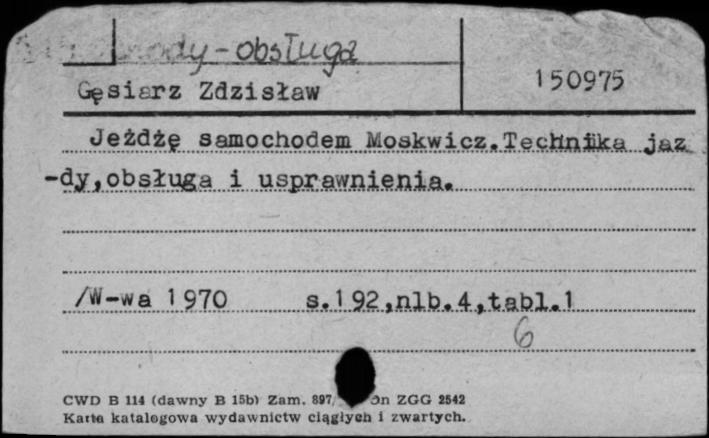 ody - obsługa
Gęsiarz Zdzisław
150975
Jeżdżę samochodem Moskwicz.Technika jaz
-dy,obsługa i usprawnienia.
/W-wa 1970 s.192,nlb.4,tabl.1
6
CWD B 114 (dawny B 15b) Zam. 897/ ZGG 2542
Karta katalogowa wydawnictw ciągłych i zwartych.